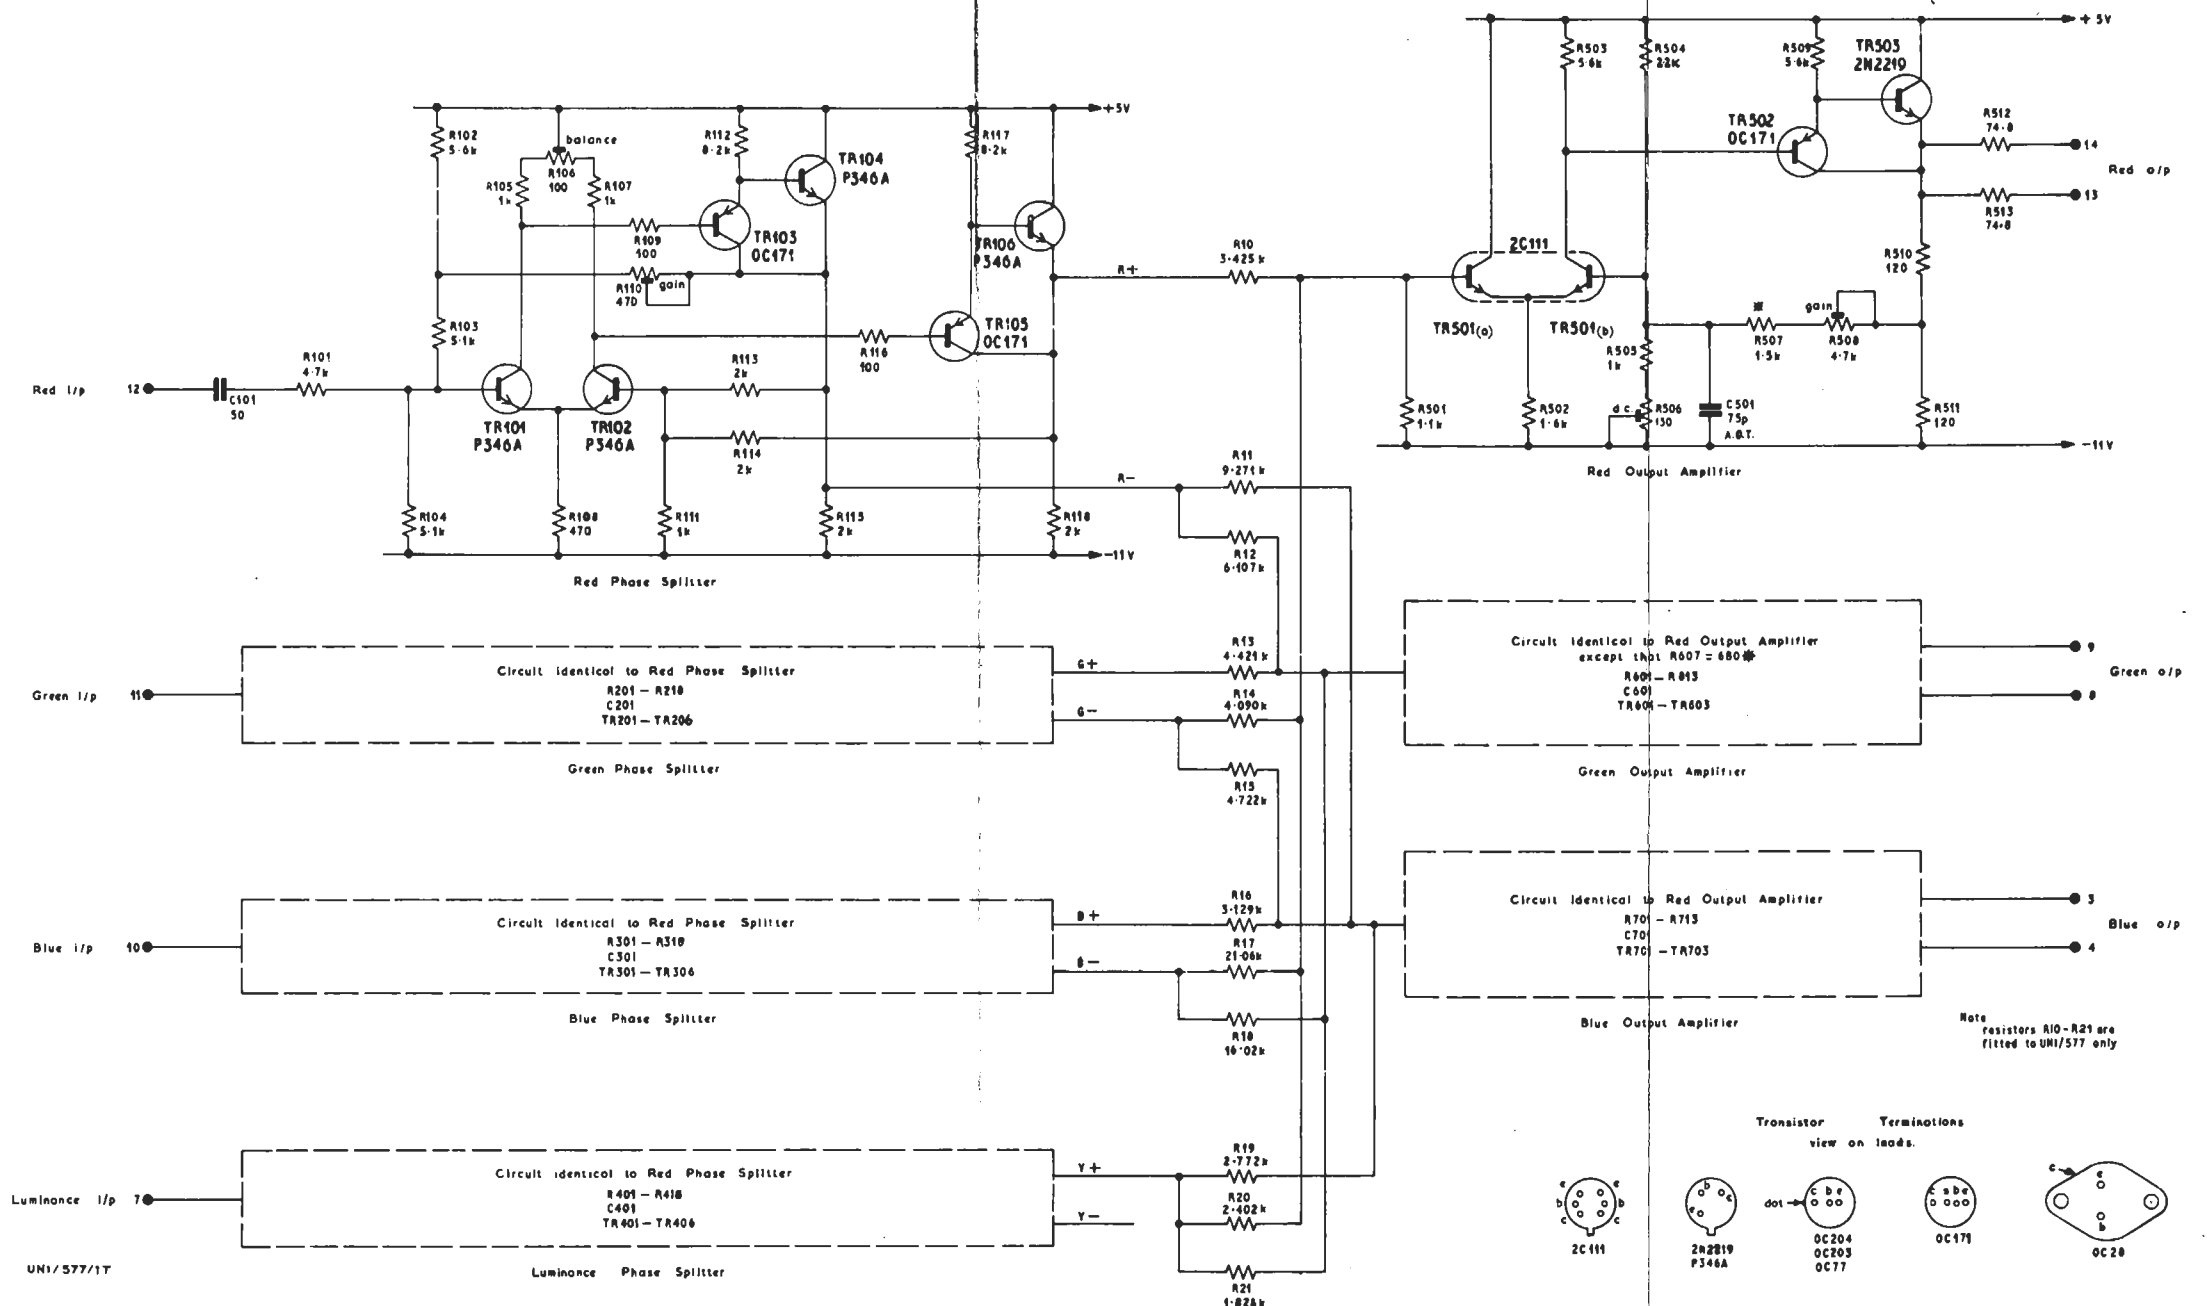 +5V
R102
5·6k
balance
R106
100
R105
1k
R107
1k
R112
8·2k
TR104
P346A
R117
8·2k
R109
100
TR103
OC171
R110
470
gain
TR106
P346A
R103
5·1k
TR105
OC171
R116
100
Red i/p
12
C101
50
R101
4·7k
TR101
P346A
TR102
P346A
R113
2k
R114
2k
R104
5·1k
R108
470
R111
1k
R115
2k
R118
2k
-11V
Red Phase Splitter
R+
R10
3·425k
R-
R11
9·271k
R12
6·107k
+5V
R503
5·6k
R504
22K
R509
5·6k
TR503
2N2219
TR502
OC171
R512
74·8
14
Red o/p
13
R513
74·8
2C111
TR501(a)
TR501(b)
R510
120
*
R507
1·5k
gain
R508
4·7k
R505
1k
R501
1·1k
R502
1·6k
d c
R506
150
C501
75p
A.O.T.
R511
120
-11V
Red Output Amplifier
Green i/p
11
Circuit identical to Red Phase Splitter
R201 - R218
C201
TR201 - TR206
Green Phase Splitter
G+
R13
4·421k
G-
R14
4·090k
R15
4·722k
Circuit identical to Red Output Amplifier
except that R607 = 680*
R601 - R613
C601
TR601 - TR603
9
Green o/p
8
Green Output Amplifier
Blue i/p
10
Circuit Identical to Red Phase Splitter
R301 - R318
C301
TR301 - TR306
Blue Phase Splitter
B+
R16
3·129k
B-
R17
21·06k
R18
16·02k
Circuit Identical to Red Output Amplifier
R701 - R713
C701
TR701 - TR703
3
Blue o/p
4
Blue Output Amplifier
Note
resistors R10-R21 are
fitted to UNI/577 only
Luminance i/p
7
Circuit identical to Red Phase Splitter
R401 - R418
C401
TR401 - TR406
Luminance Phase Splitter
Y+
R19
2·772k
Y-
R20
2·402k
R21
1·828k
Transistor Terminations
view on leads.
e e
b b
c c
2C111
b
c
e
2N2219
P346A
dot
c b e
OC204
OC203
OC77
c s b e
OC171
c
e
b
OC28
UNI/577/1T